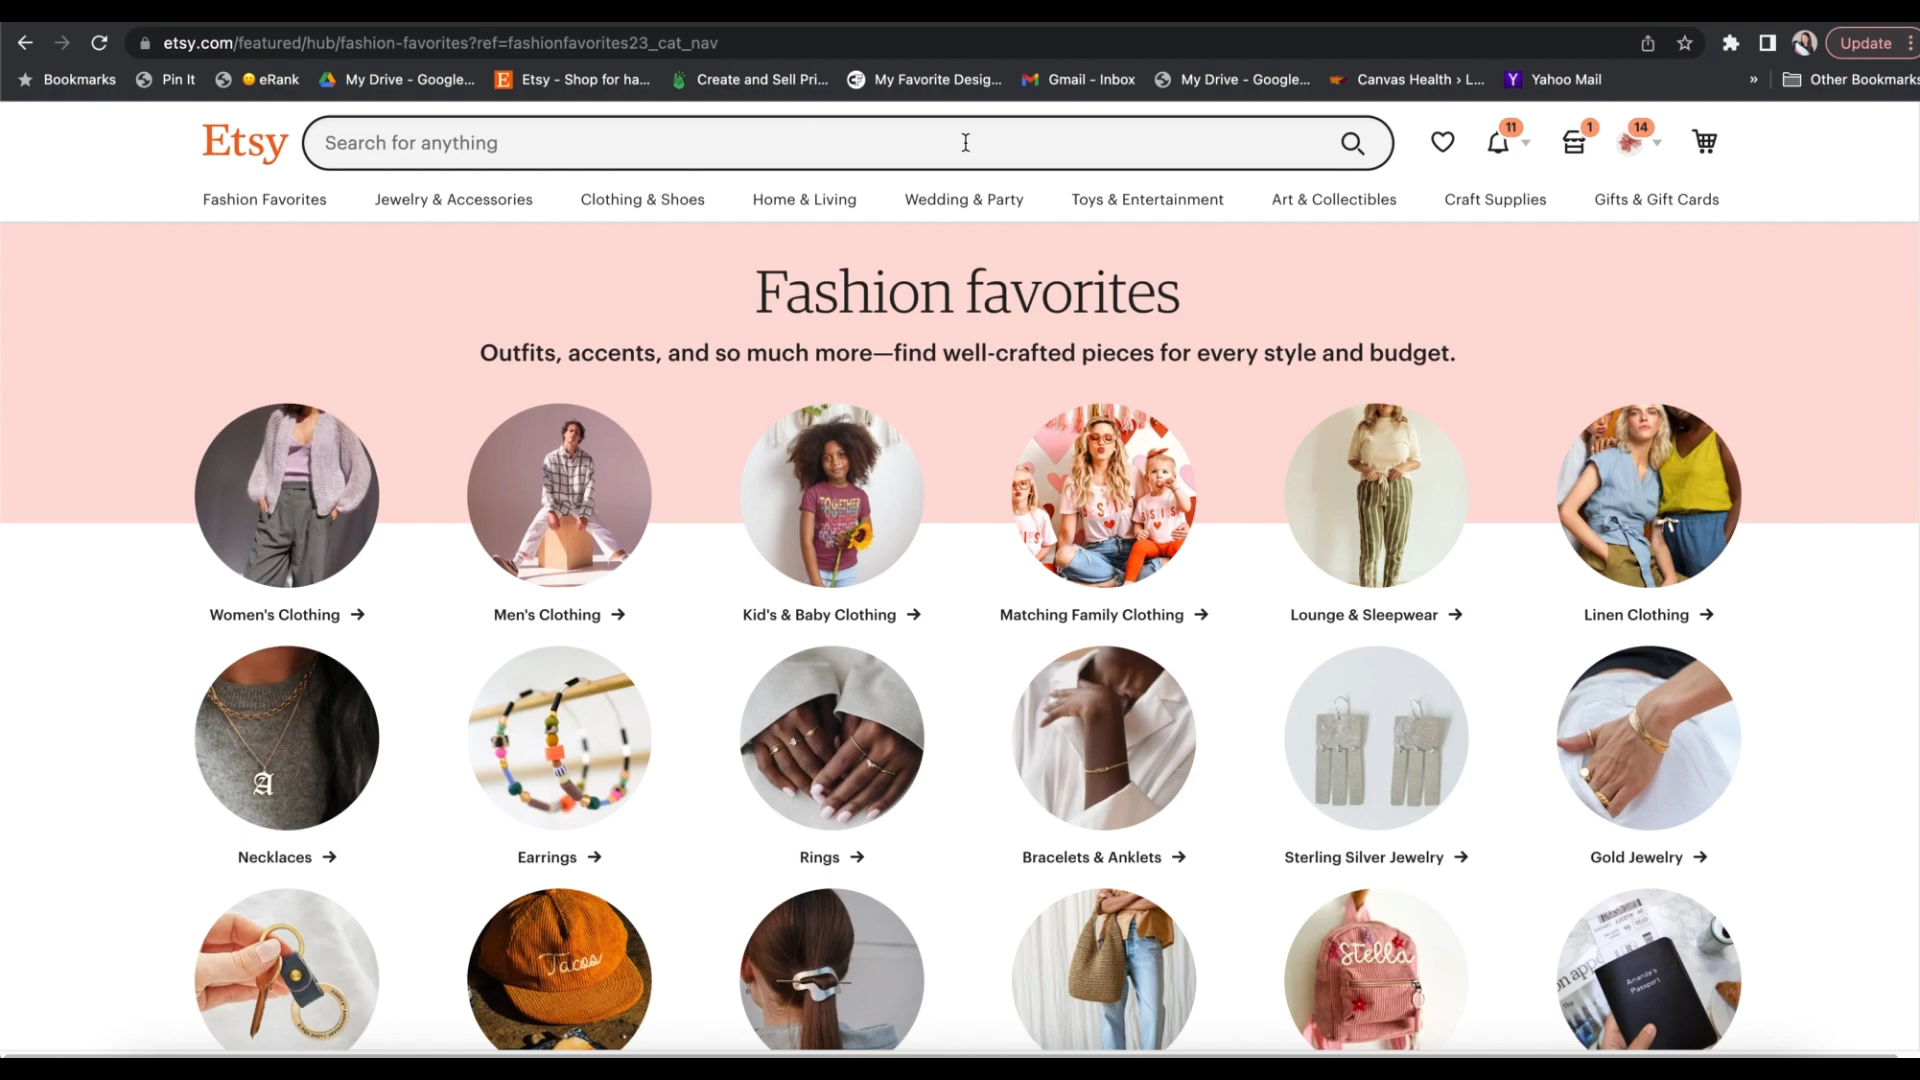 etsy.com/featured/hub/fashion-favorites?ref=fashionfavorites23_cat_nav
Update
Bookmarks Pin It eRank My Drive - Google... Etsy - Shop for ha... Create and Sell Pri... My Favorite Desig... Gmail - Inbox My Drive - Google... Canvas Health › L... Yahoo Mail » Other Bookmarks
Etsy
Search for anything
11
1
14
Fashion Favorites Jewelry & Accessories Clothing & Shoes Home & Living Wedding & Party Toys & Entertainment Art & Collectibles Craft Supplies Gifts & Gift Cards
Fashion favorites
Outfits, accents, and so much more—find well-crafted pieces for every style and budget.
TOGETHER
TOGETHER
Women's Clothing → Men's Clothing → Kid's & Baby Clothing → Matching Family Clothing → Lounge & Sleepwear → Linen Clothing →
A
Necklaces → Earrings → Rings → Bracelets & Anklets → Sterling Silver Jewelry → Gold Jewelry →
Tacos
Stella
Amanda's
Passport